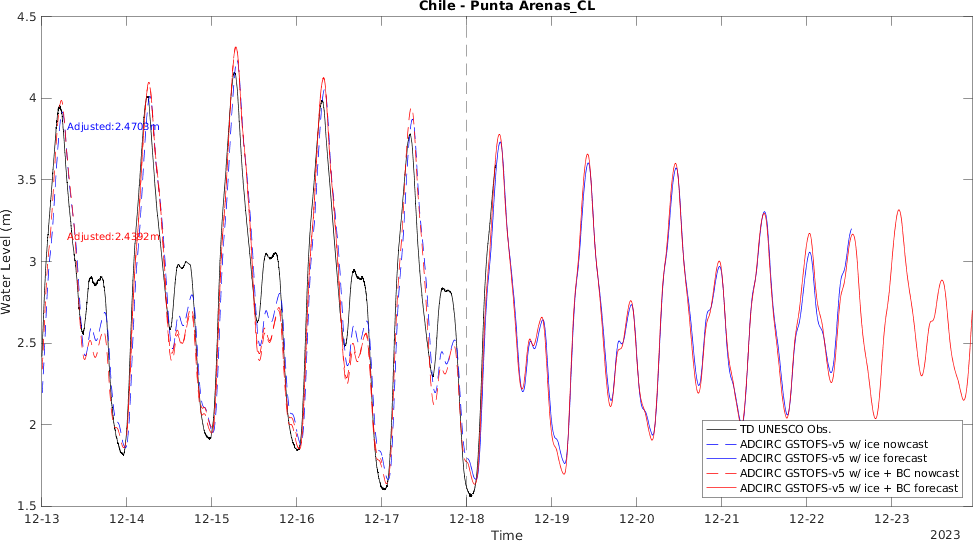 Chile - Punta Arenas_CL
4.5
4
3.5
3
2.5
2
1.5
Water Level (m)
Adjusted:2.4703m
Adjusted:2.4392m
TD UNESCO Obs.
ADCIRC GSTOFS-v5 w/ ice nowcast
ADCIRC GSTOFS-v5 w/ ice forecast
ADCIRC GSTOFS-v5 w/ ice + BC nowcast
ADCIRC GSTOFS-v5 w/ ice + BC forecast
12-13 12-14 12-15 12-16 12-17 12-18 12-19 12-20 12-21 12-22 12-23
Time
2023